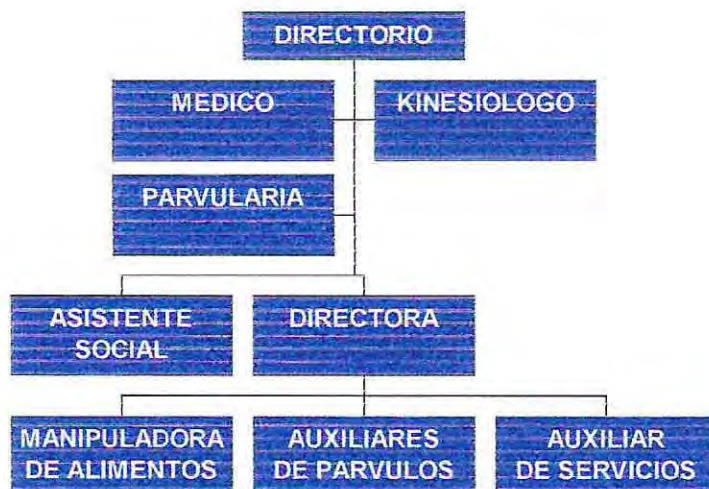 DIRECTORIO
MEDICO
KINESIOLOGO
PARVULARIA
ASISTENTE
SOCIAL
DIRECTORA
MANIPULADORA
DE ALIMENTOS
AUXILIARES
DE PARVULOS
AUXILIAR
DE SERVICIOS